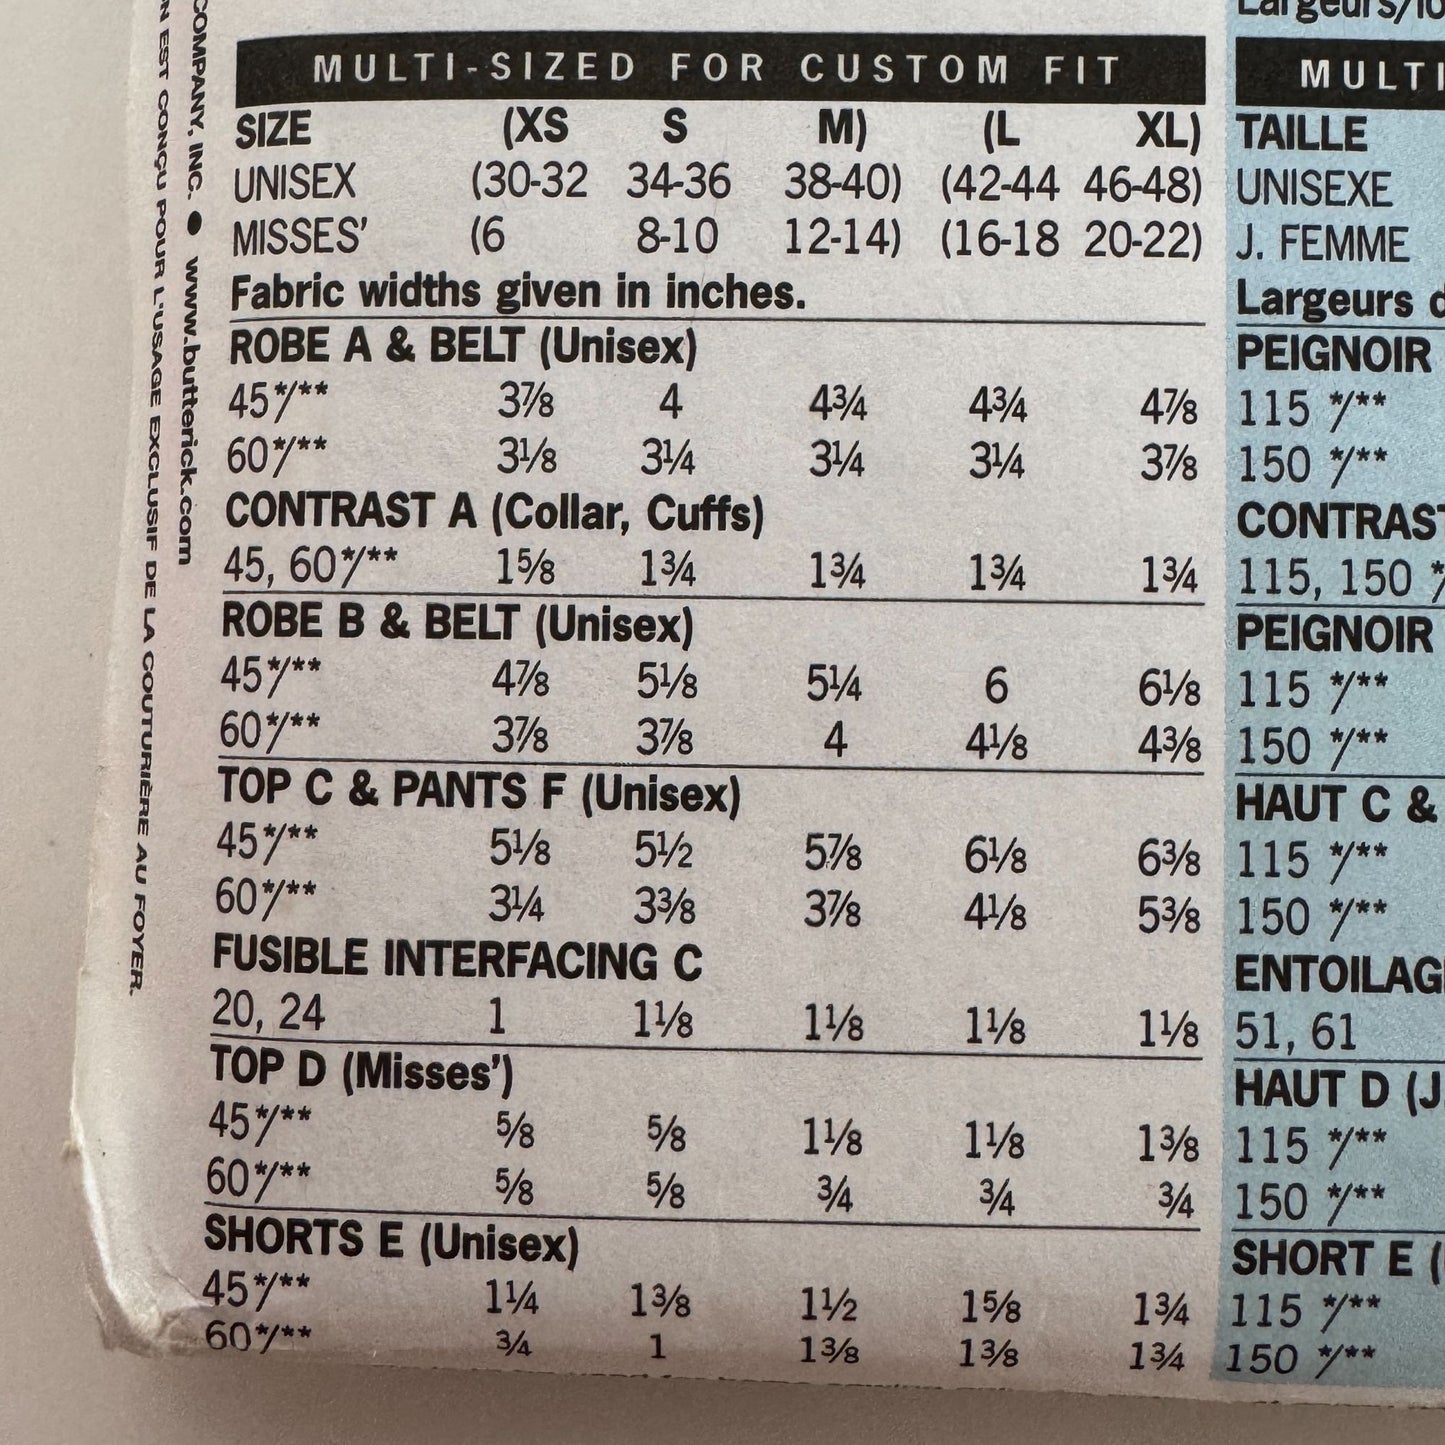 COMPANY, INC. ● www.butterick.com
N EST CONÇU POUR L'USAGE EXCLUSIF DE LA COUTURIÈRE AU FOYER.
MULTI-SIZED FOR CUSTOM FIT
SIZE (XS S M) (L XL)
UNISEX (30-32 34-36 38-40) (42-44 46-48)
MISSES' (6 8-10 12-14) (16-18 20-22)
Fabric widths given in inches.
ROBE A & BELT (Unisex)
45*/** 3⅞ 4 4¾ 4¾ 4⅞
60*/** 3⅛ 3¼ 3¼ 3¼ 3⅞
CONTRAST A (Collar, Cuffs)
45, 60*/** 1⅝ 1¾ 1¾ 1¾ 1¾
ROBE B & BELT (Unisex)
45*/** 4⅞ 5⅛ 5¼ 6 6⅛
60*/** 3⅞ 3⅞ 4 4⅛ 4⅜
TOP C & PANTS F (Unisex)
45*/** 5⅛ 5½ 5⅞ 6⅛ 6⅜
60*/** 3¼ 3⅜ 3⅞ 4⅛ 5⅜
FUSIBLE INTERFACING C
20, 24 1 1⅛ 1⅛ 1⅛ 1⅛
TOP D (Misses')
45*/** ⅝ ⅝ 1⅛ 1⅛ 1⅜
60*/** ⅝ ⅝ ¾ ¾ ¾
SHORTS E (Unisex)
45*/** 1¼ 1⅜ 1½ 1⅝ 1¾
60*/** ¾ 1 1⅜ 1⅜ 1¾
MULTI
TAILLE
UNISEXE
J. FEMME
Largeurs d
PEIGNOIR
115 */**
150 */**
CONTRAST
115, 150 *
PEIGNOIR
115 */**
150 */**
HAUT C &
115 */**
150 */**
ENTOILAG
51, 61
HAUT D (J
115 */**
150 */**
SHORT E (
115 */**
150 */**